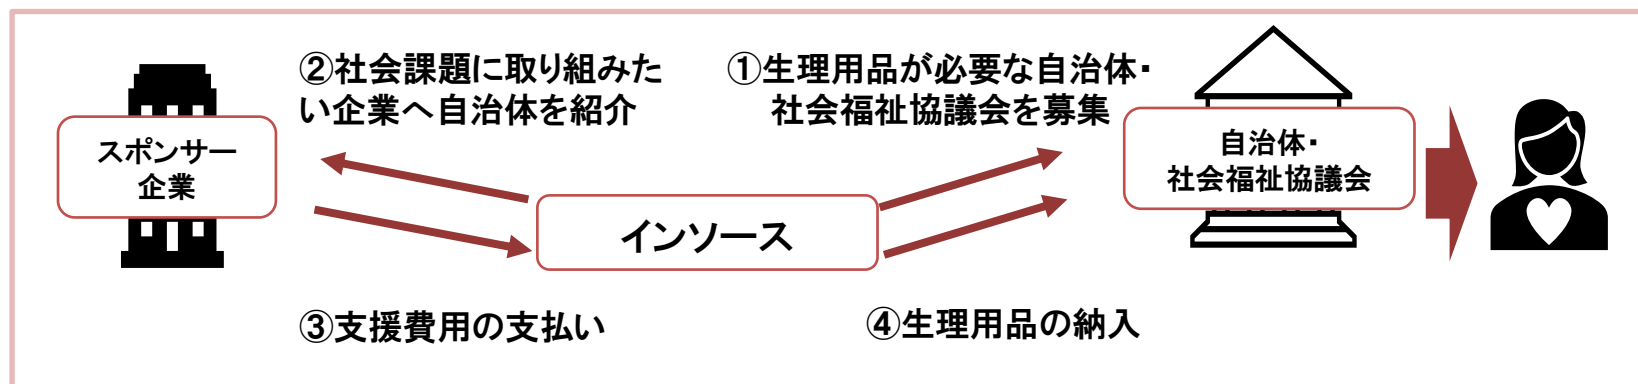 ②社会課題に取り組みた
い企業へ自治体を紹介
①生理用品が必要な自治体・
社会福祉協議会を募集
スポンサー
企業
自治体・
社会福祉協議会
インソース
③支援費用の支払い
④生理用品の納入